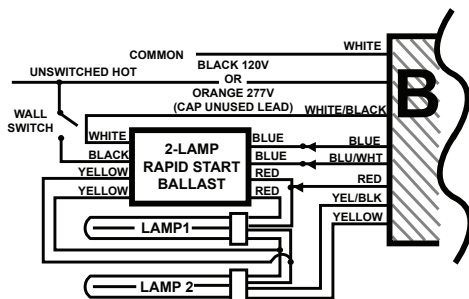 COMMON
WHITE
BLACK 120V
UNSWITCHED HOT
OR
ORANGE 277V
(CAP UNUSED LEAD)
B
WALL
SWITCH
WHITE/BLACK
WHITE
BLACK
YELLOW
YELLOW
2-LAMP
RAPID START
BALLAST
BLUE
BLUE
RED
RED
BLUE
BLU/WHT
RED
YEL/BLK
YELLOW
LAMP1
LAMP 2